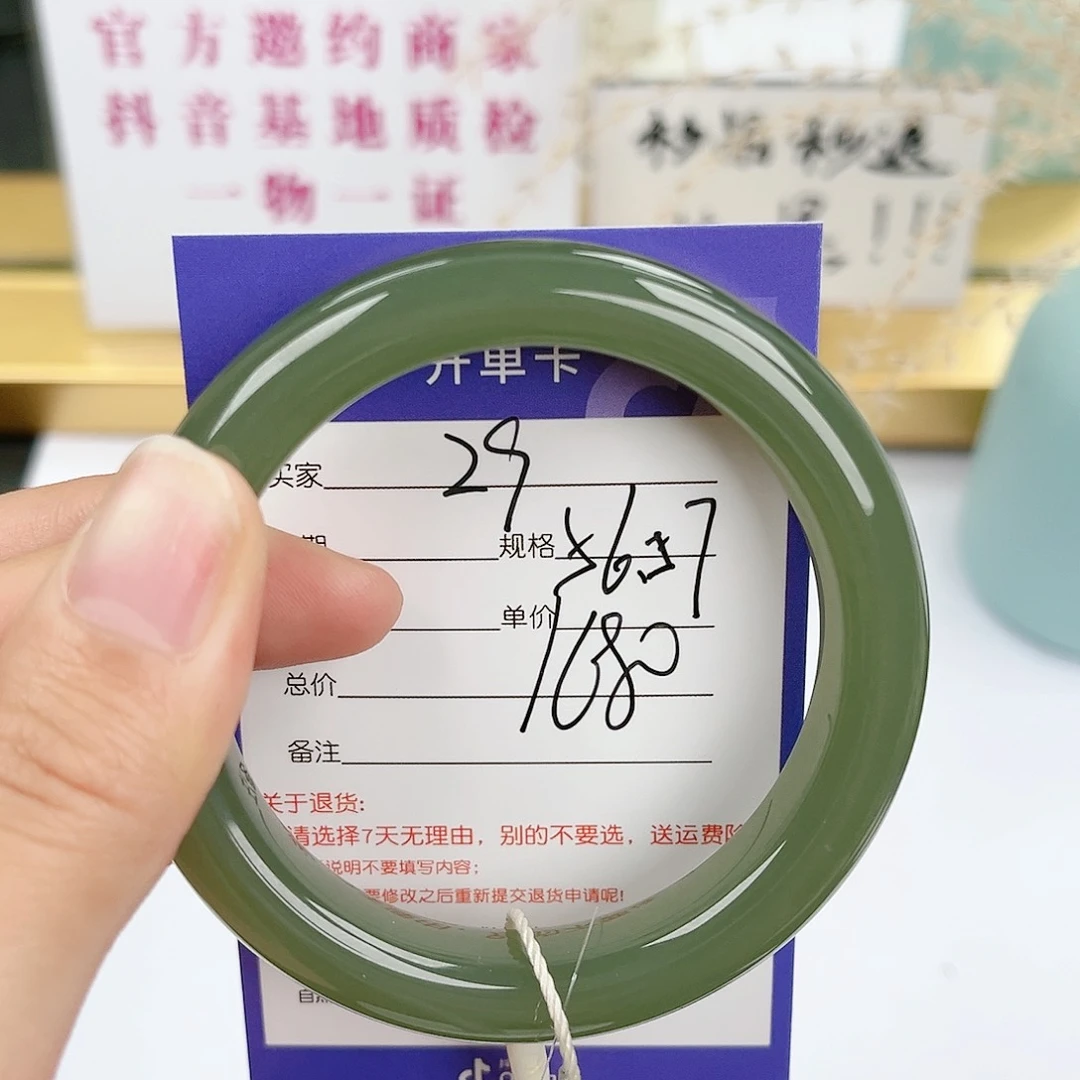 官方邀约商家
抖音基地质检
一物一证
秒后秒退
开单卡
买家 29
期 规格 56.57
单价 1680
总价
备注
关于退货:
请选择7天无理由，别的不要选，送运费险
说明不要填写内容；
要修改之后重新提交退货申请呢!